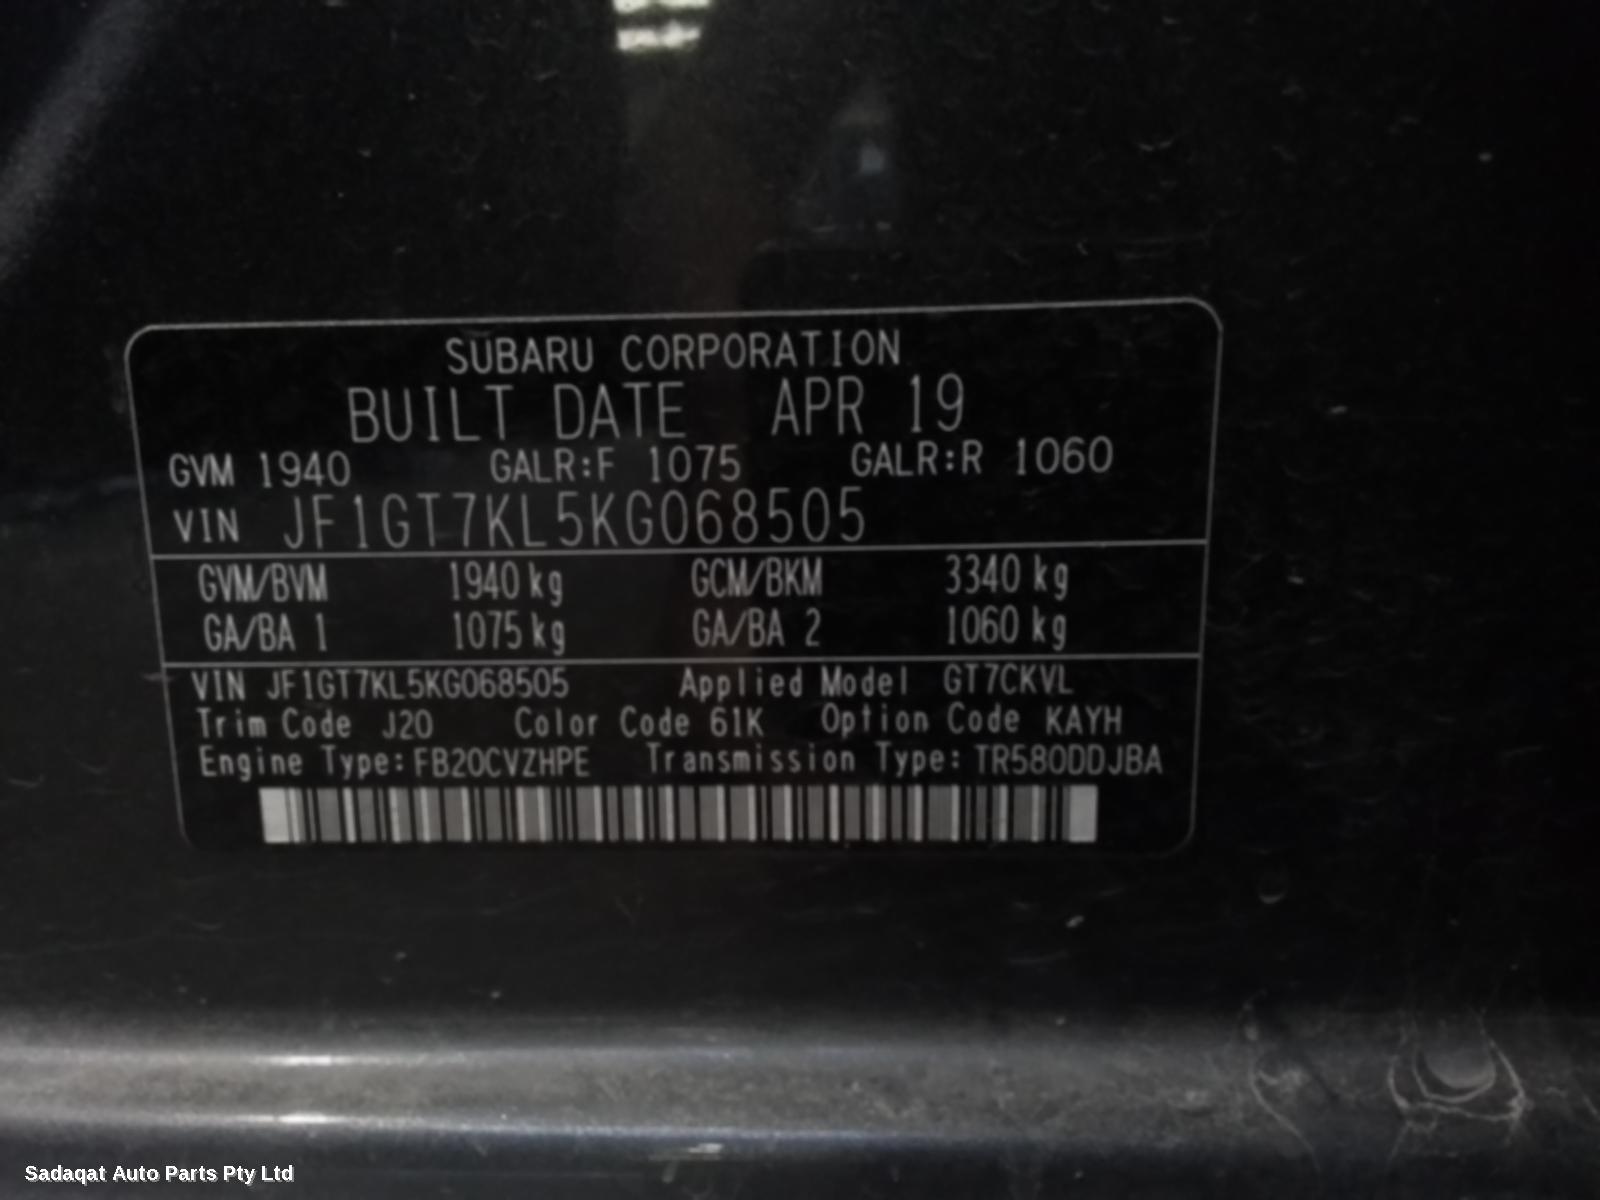 SUBARU CORPORATION
BUILT DATE APR 19
GVM 1940 GALR:F 1075 GALR:R 1060
VIN JF1GT7KL5KG068505
GVM/BVM 1940 kg GCM/BKM 3340 kg
GA/BA 1 1075 kg GA/BA 2 1060 kg
VIN JF1GT7KL5KG068505 Applied Model GT7CKVL
Trim Code J20 Color Code 61K Option Code KAYH
Engine Type: FB20CVZHPE Transmission Type: TR580DDJBA
Sadaqat Auto Parts Pty Ltd